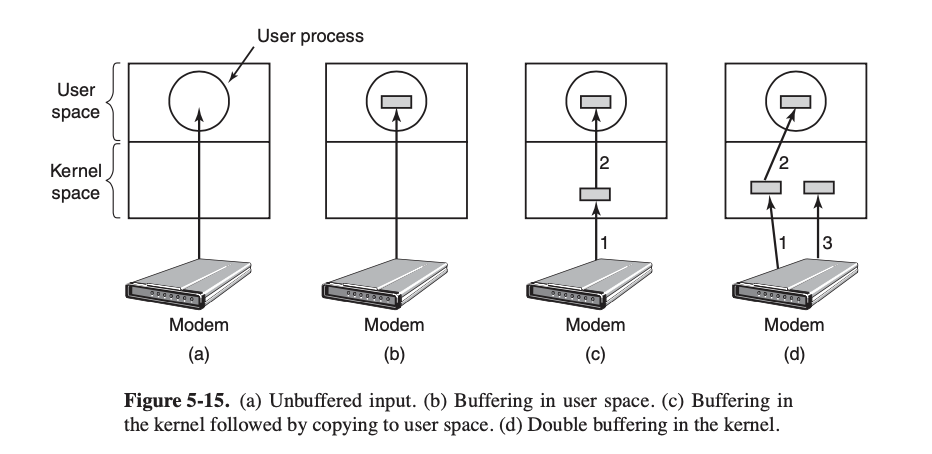 User process
User
space
Kernel
space
2
1
2
1
3
Modem
Modem
Modem
Modem
(a)
(b)
(c)
(d)
Figure 5-15. (a) Unbuffered input. (b) Buffering in user space. (c) Buffering in
the kernel followed by copying to user space. (d) Double buffering in the kernel.